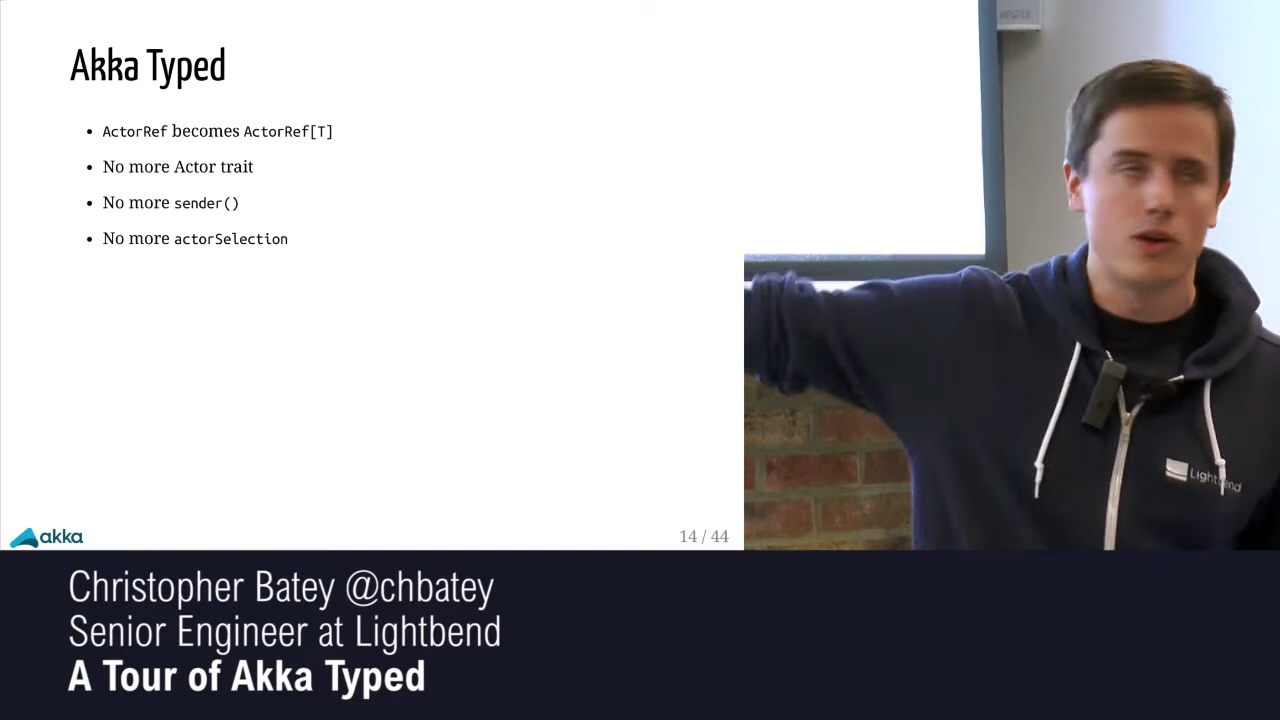 Akka Typed
• ActorRef becomes ActorRef[T]
• No more Actor trait
• No more sender()
• No more actorSelection
akka
14 / 44
Lightbend
Christopher Batey @chbatey
Senior Engineer at Lightbend
A Tour of Akka Typed